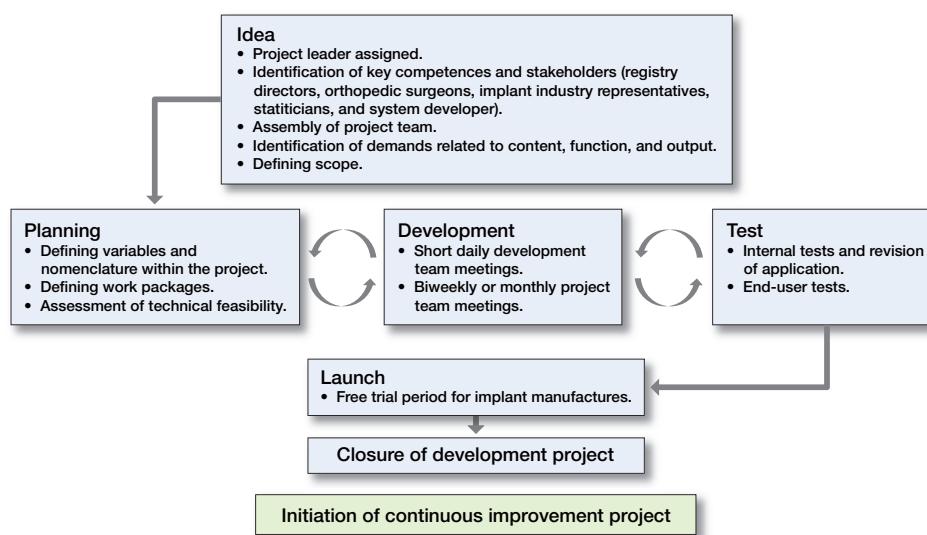 Idea
• Project leader assigned.
• Identification of key competences and stakeholders (registry
directors, orthopedic surgeons, implant industry representatives,
statiticians, and system developer).
• Assembly of project team.
• Identification of demands related to content, function, and output.
• Defining scope.
Planning
• Defining variables and
nomenclature within the project.
• Defining work packages.
• Assessment of technical feasibility.
Development
• Short daily development
team meetings.
• Biweekly or monthly project
team meetings.
Test
• Internal tests and revision
of application.
• End-user tests.
Launch
• Free trial period for implant manufactures.
Closure of development project
Initiation of continuous improvement project